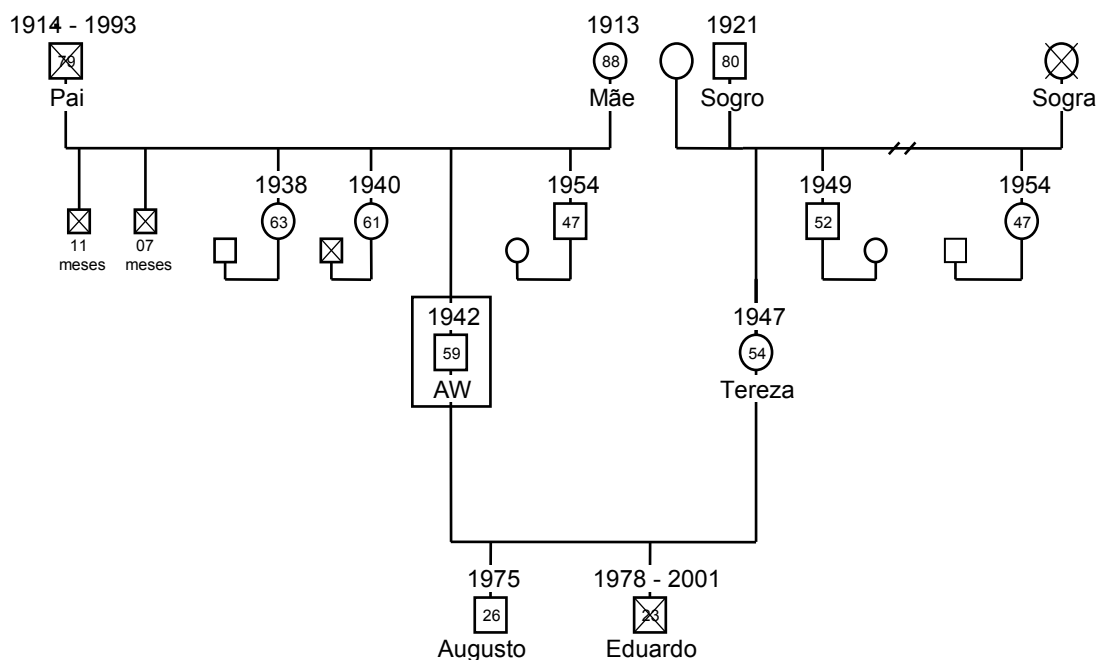 1914 - 1993
1913
1921
79
88
80
Pai
Mãe
Sogro
Sogra
1938
1940
1954
1949
1954
63
61
47
52
47
11
meses
07
meses
1942
1947
59
54
AW
Tereza
1975
1978 - 2001
26
23
Augusto
Eduardo